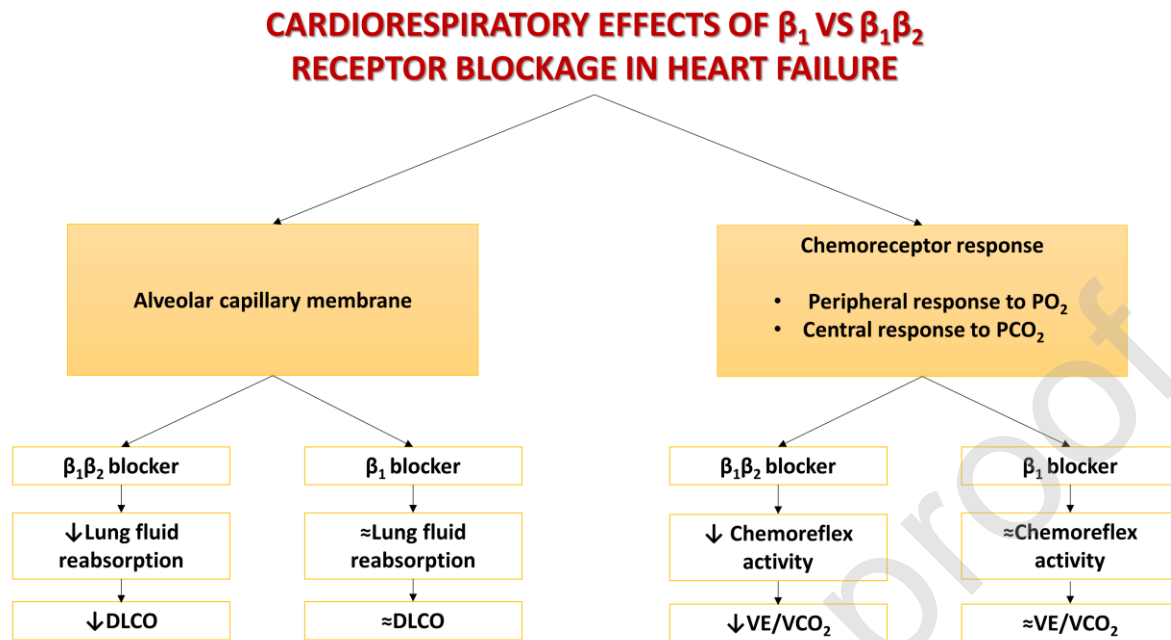 CARDIORESPIRATORY EFFECTS OF β₁ VS β₁β₂
RECEPTOR BLOCKAGE IN HEART FAILURE
Alveolar capillary membrane
Chemoreceptor response
• Peripheral response to PO₂
• Central response to PCO₂
β₁β₂ blocker
β₁ blocker
β₁β₂ blocker
β₁ blocker
↓Lung fluid
reabsorption
≈Lung fluid
reabsorption
↓ Chemoreflex
activity
≈Chemoreflex
activity
↓DLCO
≈DLCO
↓VE/VCO₂
≈VE/VCO₂
proof